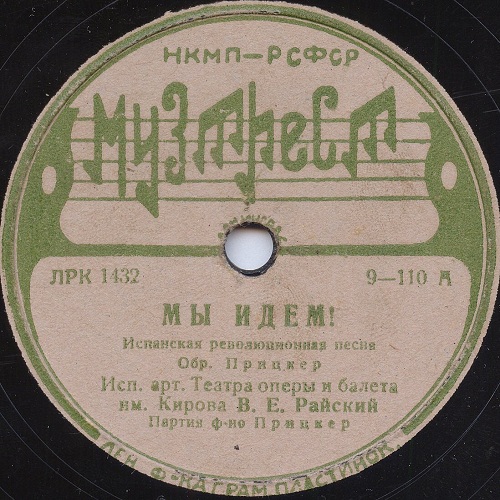 НКМП–РСФСР
Музтрест
ЛРК 1432
9–110 А
МЫ ИДЕМ!
Испанская революционная песня
Обр. Прицкер
Исп. арт. Театра оперы и балета
им. Кирова В. Е. Райский
Партия ф-но Прицкер
ЛЕН. Ф-КА ГРАМ.ПЛАСТИНОК